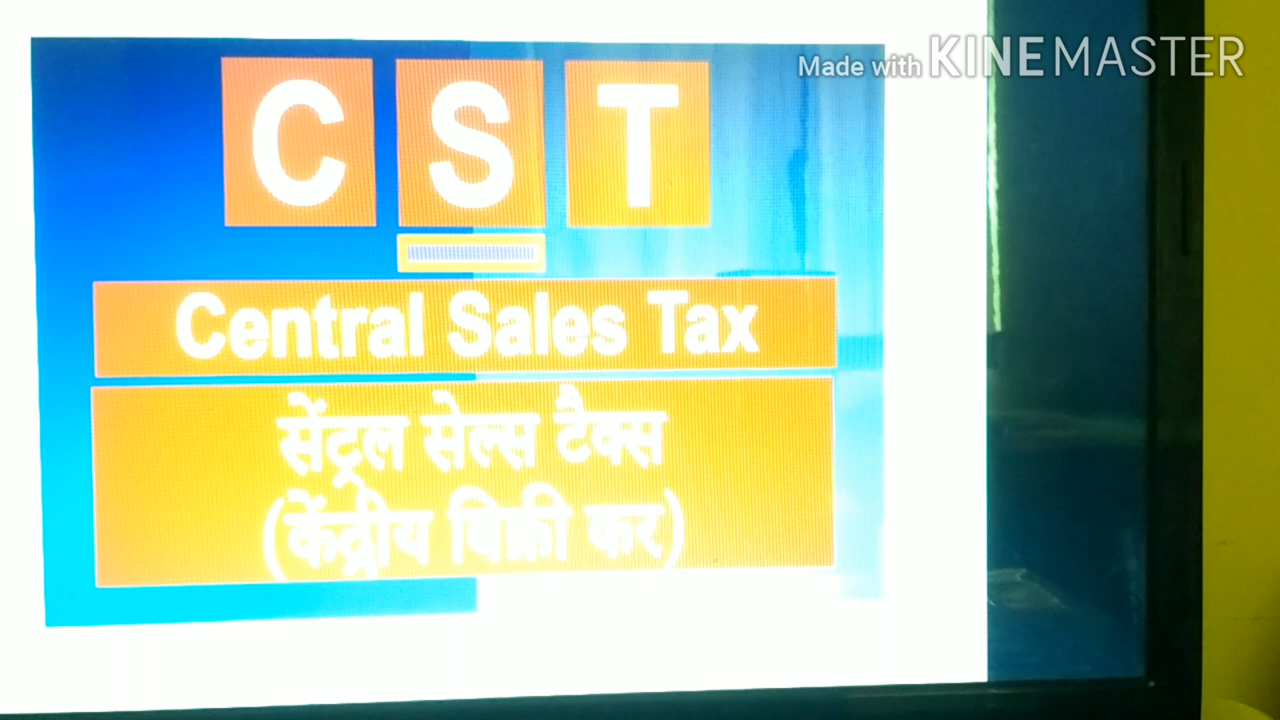 Made with KINEMASTER
C S T
Central Sales Tax
सेंट्रल सेल्स टैक्स
(केंद्रीय बिक्री कर)